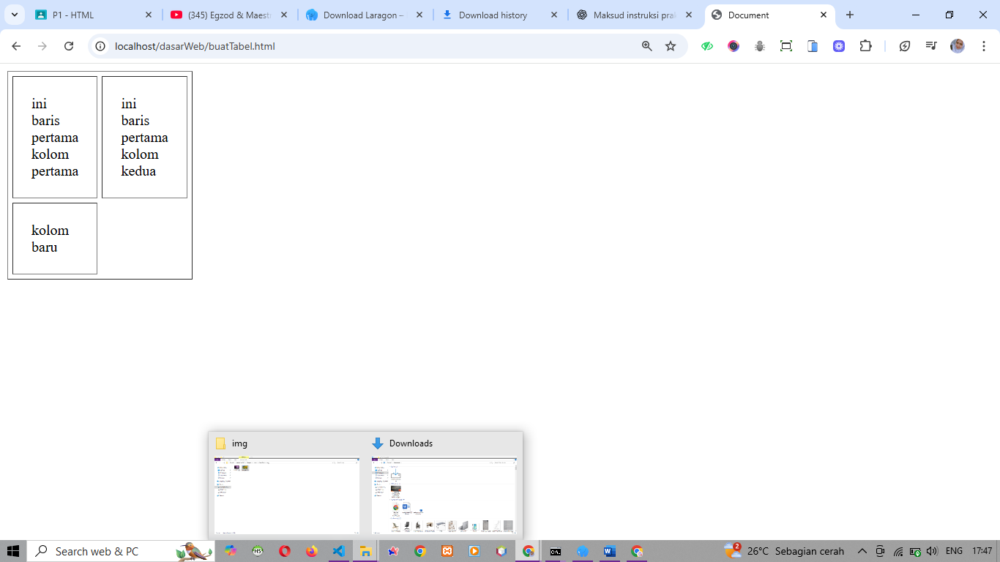 P1 - HTML
(345) Egzod & Maest
Download Laragon –
Download history
Maksud instruksi pra
Document
localhost/dasarWeb/buatTabel.html
ini
baris
pertama
kolom
pertama
ini
baris
pertama
kolom
kedua
kolom
baru
img
Downloads
Search web & PC
HS
C:\
2
26°C Sebagian cerah
ENG
17:47